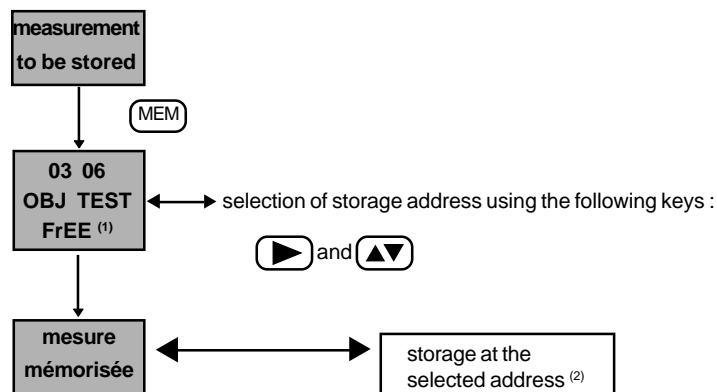 measurement
to be stored
MEM
03 06
OBJ TEST
FrEE (1)
selection of storage address using the following keys :
and
mesure
mémorisée
storage at the
selected address (2)